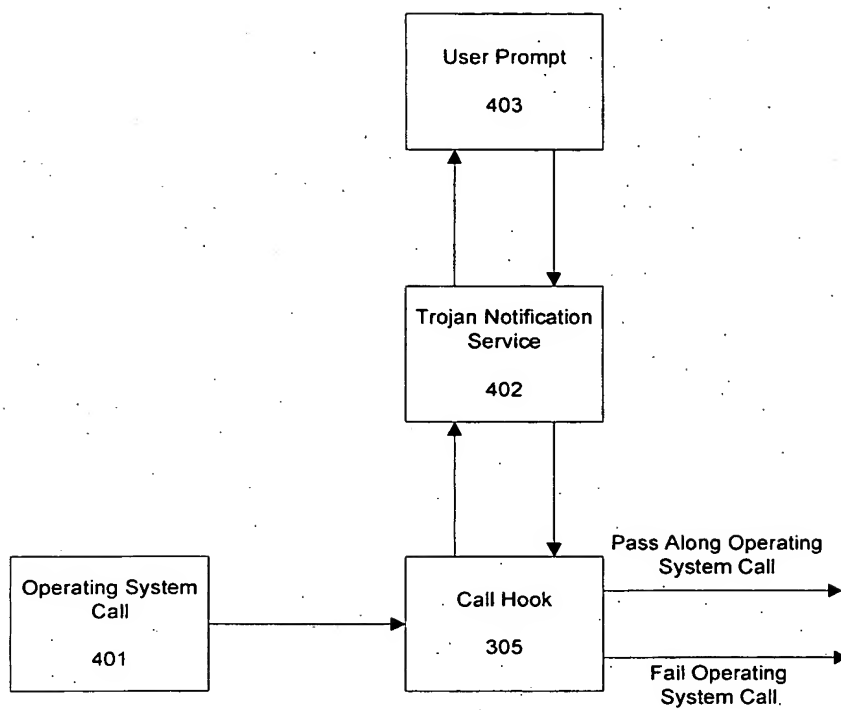 User Prompt
403
Trojan Notification
Service
402
Operating System
Call
401
Call Hook
305
Pass Along Operating
System Call
Fail Operating
System Call.